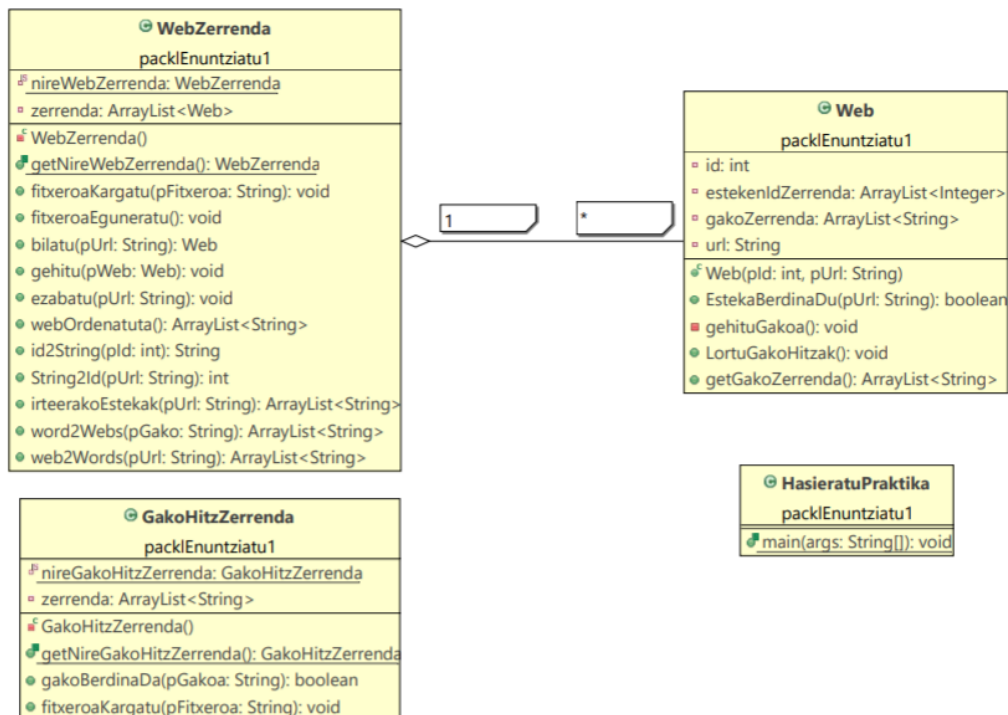 WebZerrenda
packlEnuntziatu1
nireWebZerrenda: WebZerrenda
zerrenda: ArrayList<Web>
WebZerrenda()
getNireWebZerrenda(): WebZerrenda
fitxeroaKargatu(pFitxeroa: String): void
fitxeroaEguneratu(): void
bilatu(pUrl: String): Web
gehitu(pWeb: Web): void
ezabatu(pUrl: String): void
webOrdenatuta(): ArrayList<String>
id2String(pId: int): String
String2Id(pUrl: String): int
irteerakoEstekak(pUrl: String): ArrayList<String>
word2Webs(pGako: String): ArrayList<String>
web2Words(pUrl: String): ArrayList<String>
1
*
Web
packlEnuntziatu1
id: int
estekenIdZerrenda: ArrayList<Integer>
gakoZerrenda: ArrayList<String>
url: String
Web(pId: int, pUrl: String)
EstekaBerdinaDu(pUrl: String): boolean
gehituGakoa(): void
LortuGakoHitzak(): void
getGakoZerrenda(): ArrayList<String>
GakoHitzZerrenda
packlEnuntziatu1
nireGakoHitzZerrenda: GakoHitzZerrenda
zerrenda: ArrayList<String>
GakoHitzZerrenda()
getNireGakoHitzZerrenda(): GakoHitzZerrenda
gakoBerdinaDa(pGakoa: String): boolean
fitxeroaKargatu(pFitxeroa: String): void
HasieratuPraktika
packlEnuntziatu1
main(args: String[]): void